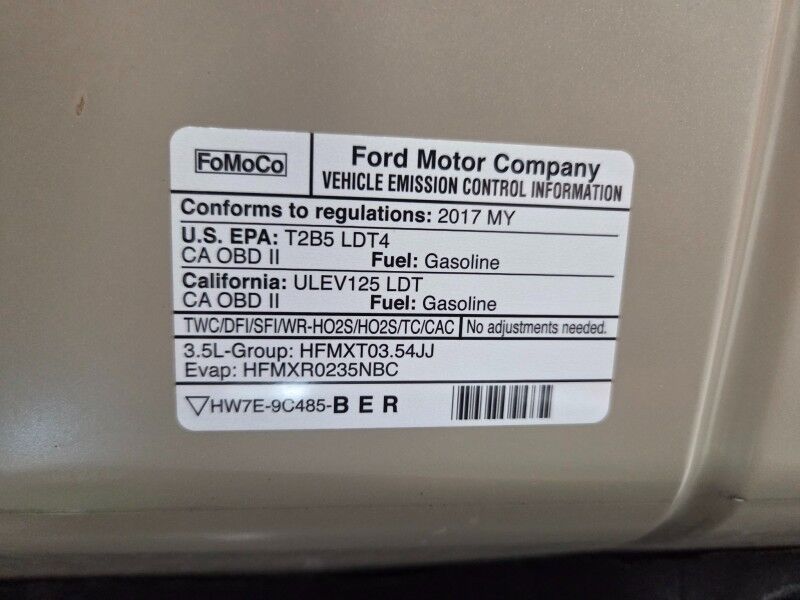 FoMoCo
Ford Motor Company
VEHICLE EMISSION CONTROL INFORMATION
Conforms to regulations: 2017 MY
U.S. EPA: T2B5 LDT4
CA OBD II Fuel: Gasoline
California: ULEV125 LDT
CA OBD II Fuel: Gasoline
TWC/DFI/SFI/WR-HO2S/HO2S/TC/CAC No adjustments needed.
3.5L-Group: HFMXT03.54JJ
Evap: HFMXR0235NBC
HW7E-9C485-BER